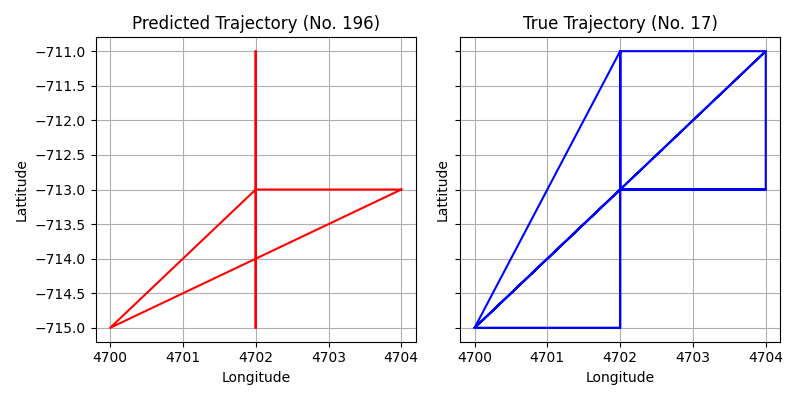 Predicted Trajectory (No. 196)
True Trajectory (No. 17)
−711.0
−711.5
−712.0
−712.5
−713.0
−713.5
−714.0
−714.5
−715.0
Lattitude
Lattitude
4700 4701 4702 4703 4704
4700 4701 4702 4703 4704
Longitude
Longitude